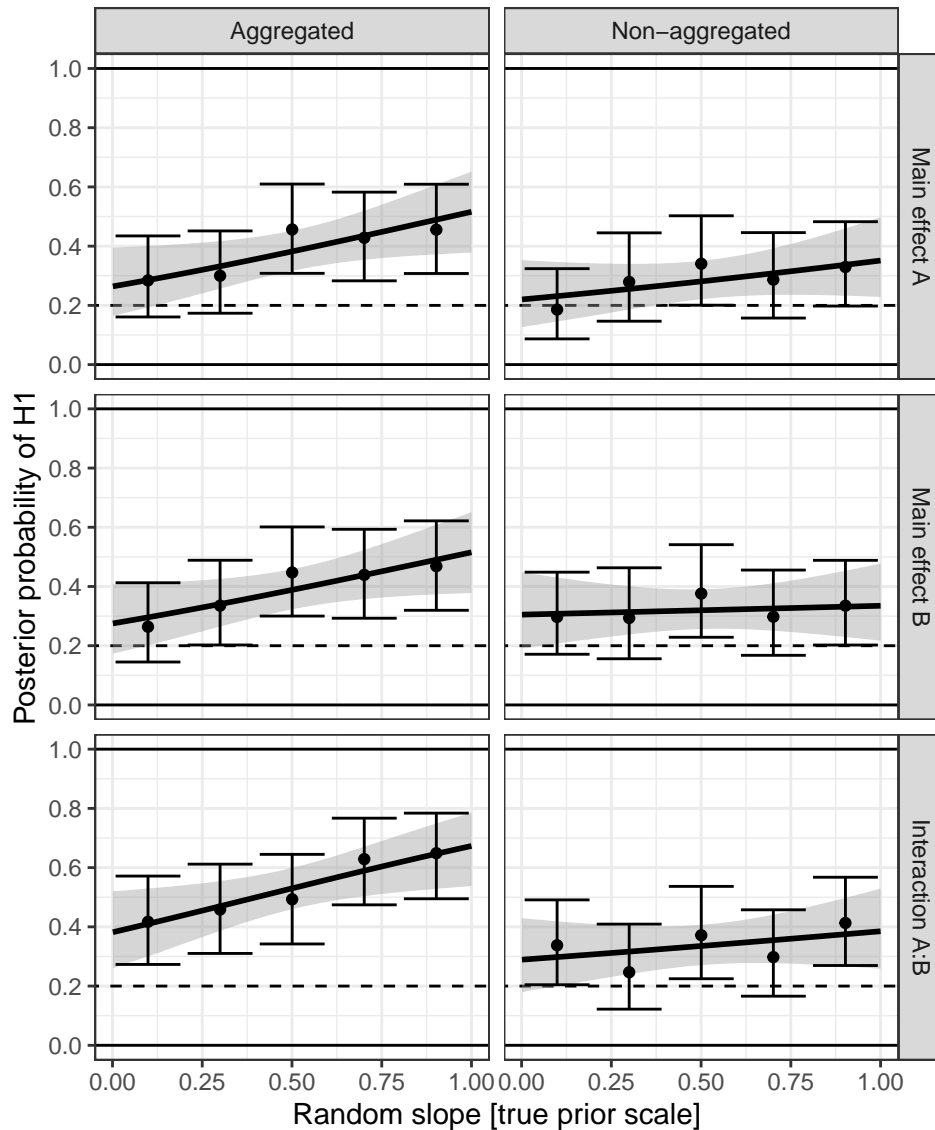 Aggregated Non−aggregated
1.0
0.8
0.6
0.4
0.2
0.0
Main effect A
1.0
0.8
0.6
0.4
0.2
0.0
Main effect B
1.0
0.8
0.6
0.4
0.2
0.0
Interaction A:B
Posterior probability of H1
0.00 0.25 0.50 0.75 1.00 0.00 0.25 0.50 0.75 1.00
Random slope [true prior scale]